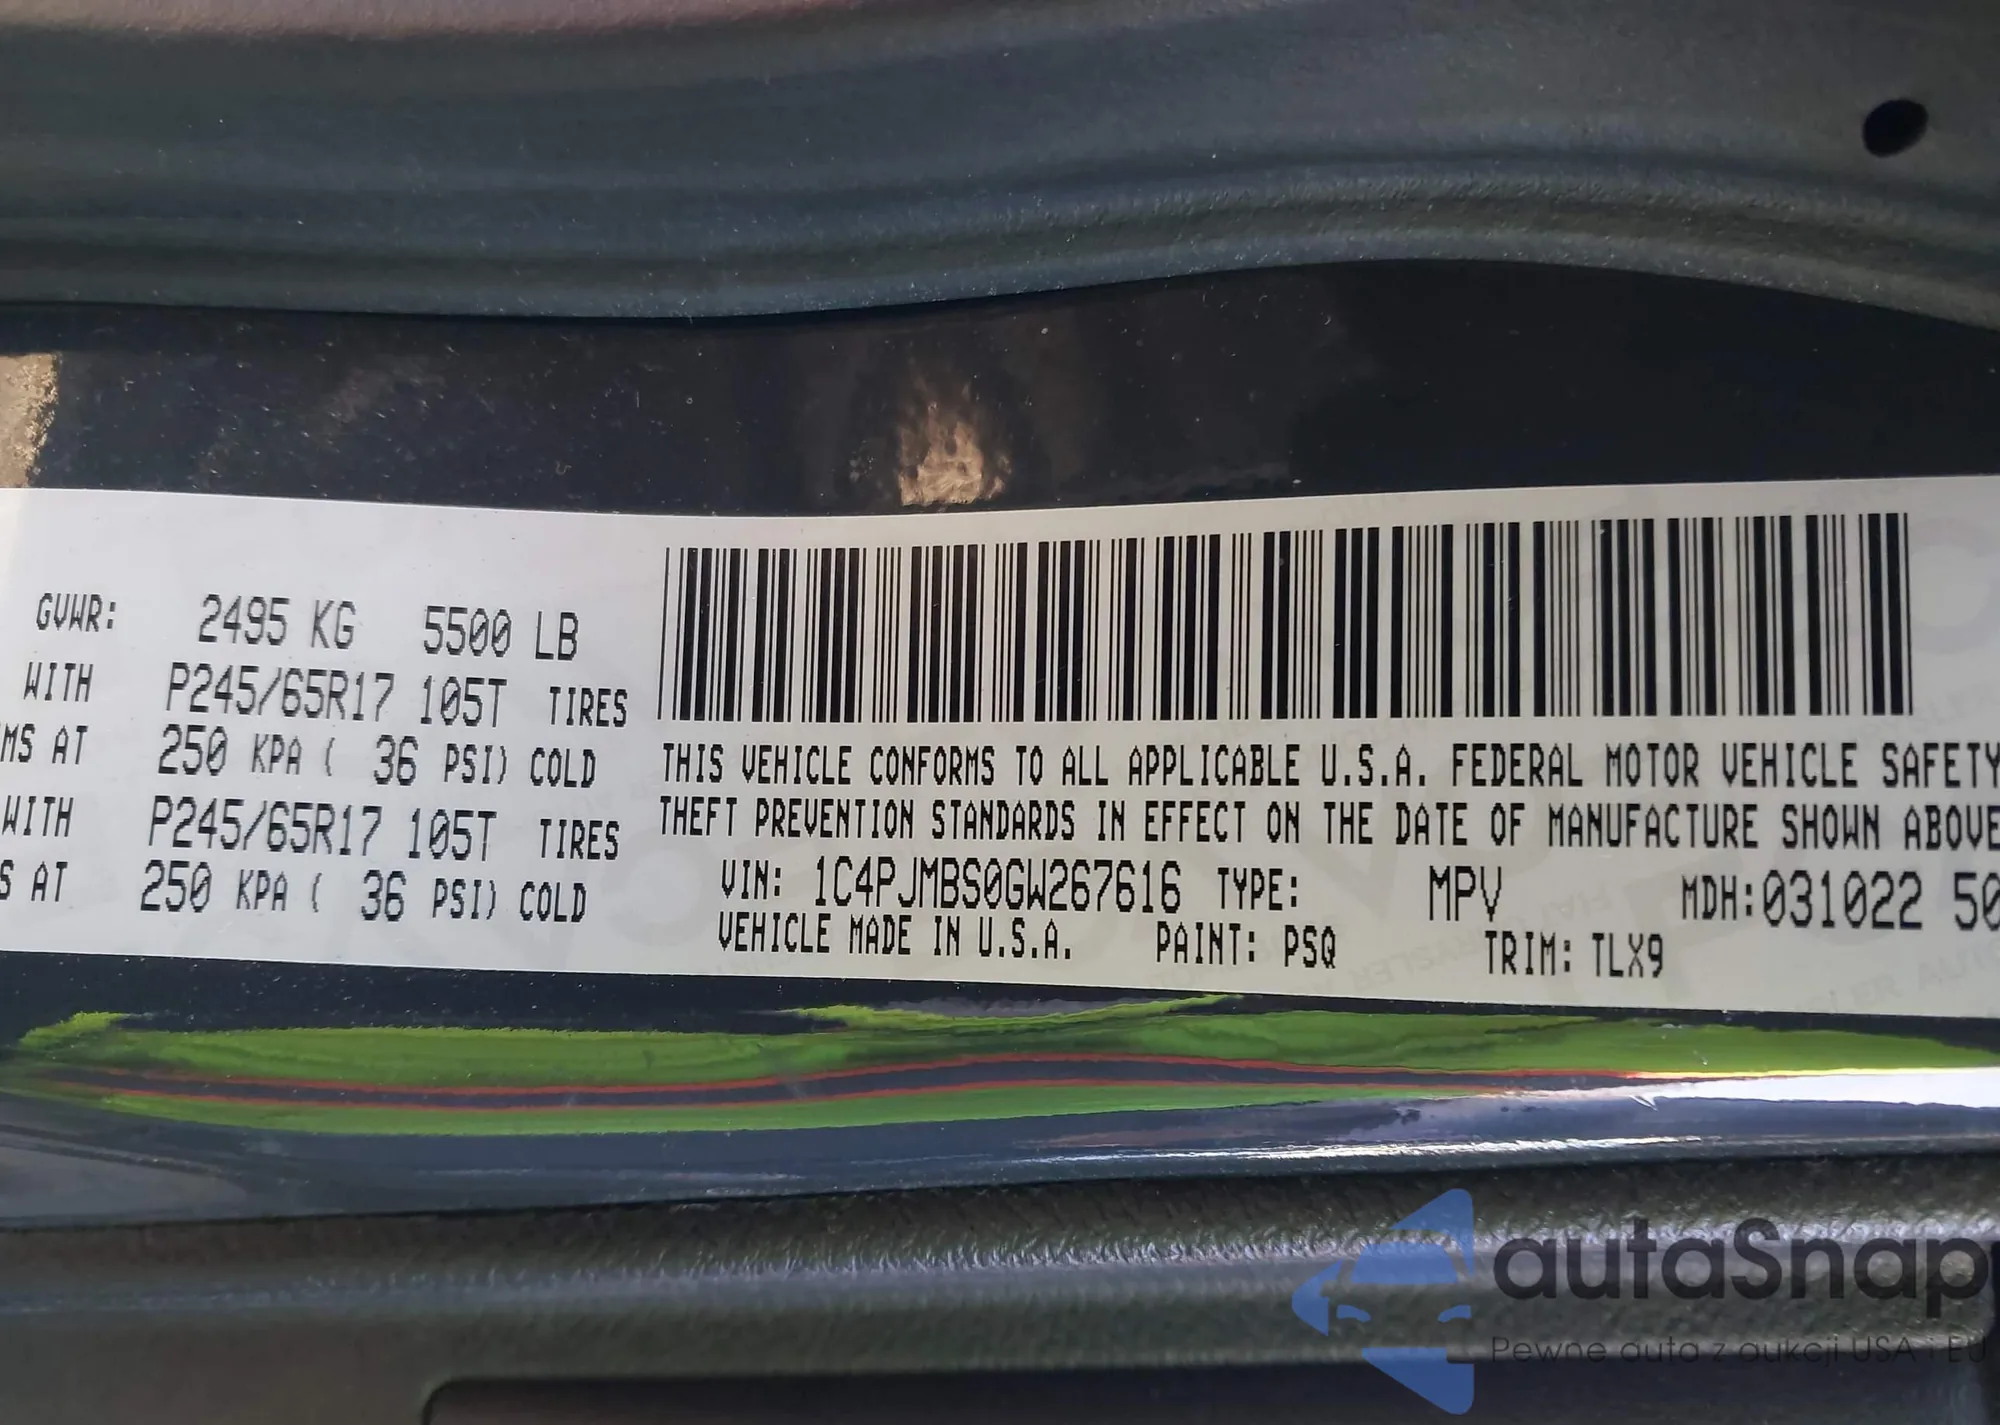 GVWR: 2495 KG 5500 LB
WITH P245/65R17 105T TIRES
MS AT 250 KPA ( 36 PSI) COLD
WITH P245/65R17 105T TIRES
S AT 250 KPA ( 36 PSI) COLD
THIS VEHICLE CONFORMS TO ALL APPLICABLE U.S.A. FEDERAL MOTOR VEHICLE SAFETY
THEFT PREVENTION STANDARDS IN EFFECT ON THE DATE OF MANUFACTURE SHOWN ABOVE
VIN: 1C4PJMBS0GW267616 TYPE: MPV MDH:031022 50
VEHICLE MADE IN U.S.A. PAINT: PSQ TRIM: TLX9
autaSnap
Pewne auta z aukcji USA i EU